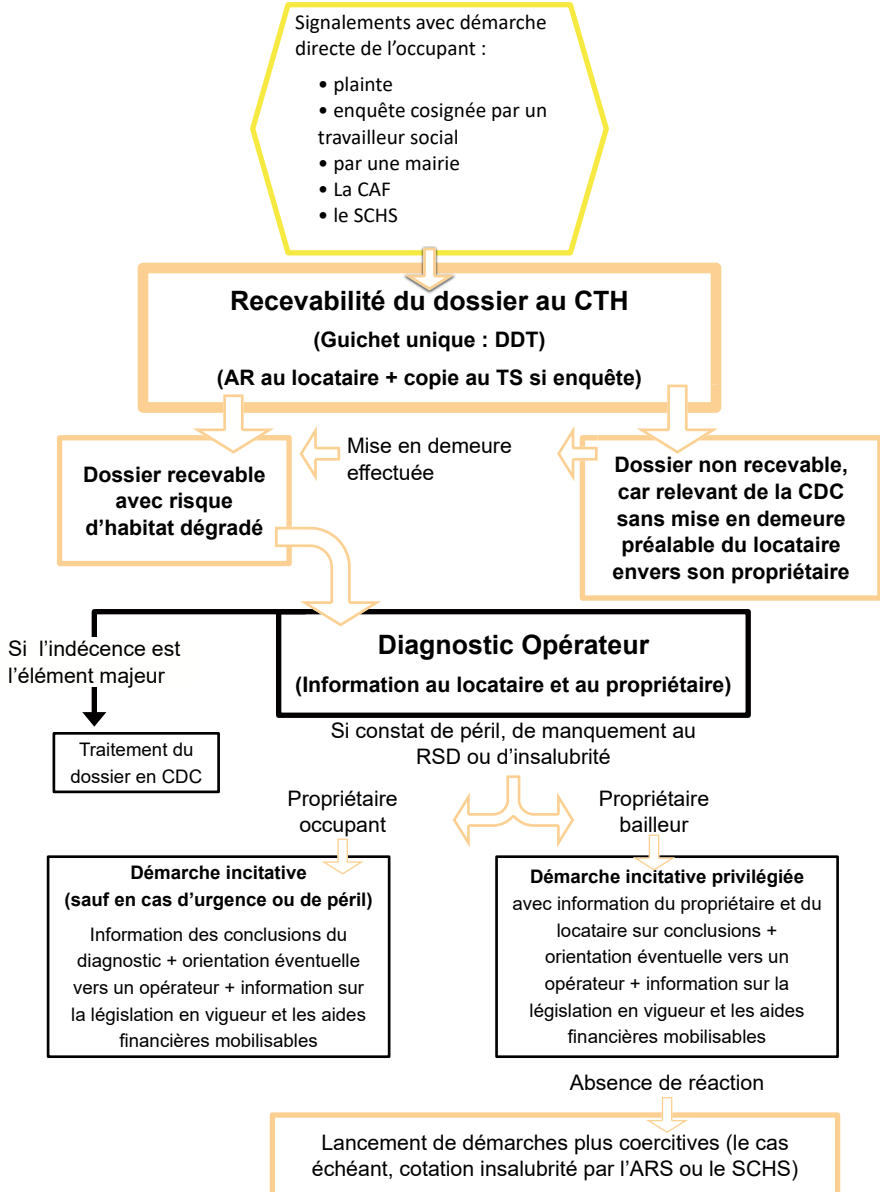 Signalements avec démarche
directe de l'occupant :
• plainte
• enquête cosignée par un
travailleur social
• par une mairie
• La CAF
• le SCHS
Recevabilité du dossier au CTH
(Guichet unique : DDT)
(AR au locataire + copie au TS si enquête)
Mise en demeure
effectuée
Dossier recevable
avec risque
d'habitat dégradé
Dossier non recevable,
car relevant de la CDC
sans mise en demeure
préalable du locataire
envers son propriétaire
Si l'indécence est
l'élément majeur
Diagnostic Opérateur
(Information au locataire et au propriétaire)
Traitement du
dossier en CDC
Si constat de péril, de manquement au
RSD ou d'insalubrité
Propriétaire
occupant
Propriétaire
bailleur
Démarche incitative
(sauf en cas d'urgence ou de péril)
Information des conclusions du
diagnostic + orientation éventuelle
vers un opérateur + information sur
la législation en vigueur et les aides
financières mobilisables
Démarche incitative privilégiée
avec information du propriétaire et du
locataire sur conclusions +
orientation éventuelle vers un
opérateur + information sur la
législation en vigueur et les aides
financières mobilisables
Absence de réaction
Lancement de démarches plus coercitives (le cas
échéant, cotation insalubrité par l'ARS ou le SCHS)